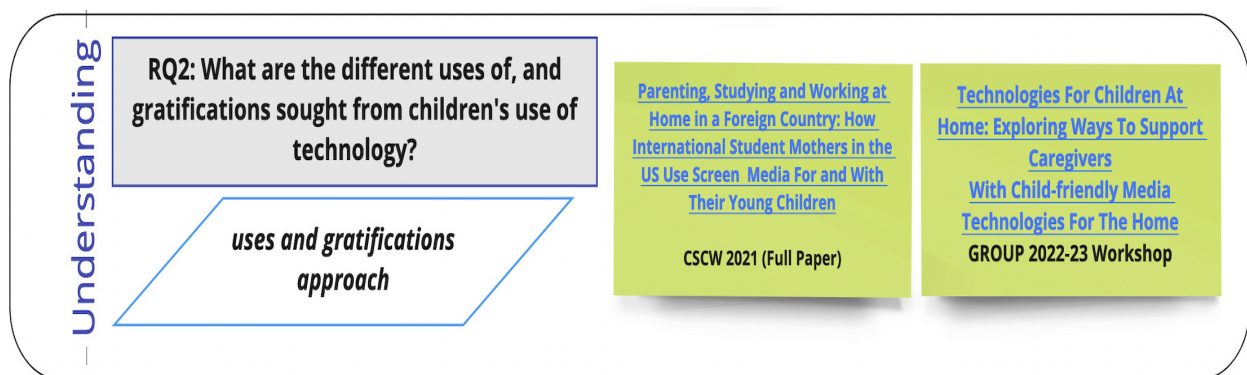 Understanding
RQ2: What are the different uses of, and
gratifications sought from children's use of
technology?
uses and gratifications
approach
Parenting, Studying and Working at
Home in a Foreign Country: How
International Student Mothers in the
US Use Screen Media For and With
Their Young Children
CSCW 2021 (Full Paper)
Technologies For Children At
Home: Exploring Ways To Support
Caregivers
With Child-friendly Media
Technologies For The Home
GROUP 2022-23 Workshop